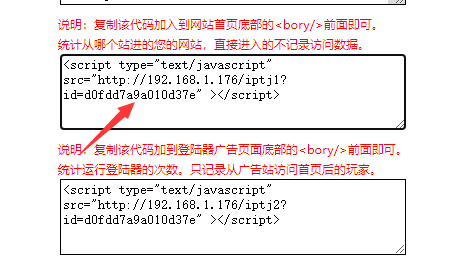 说明：复制该代码加入到网站首页底部的<bory/>前面即可。
统计从哪个站进的您的网站，直接进入的不记录访问数据。
<script type="text/javascript"
src="http://192.168.1.176/iptj1?
id=d0fdd7a9a010d37e" ></script>
说明：复制该代码加到登陆器广告页面底部的<bory/>前面即可。
统计运行登陆器的次数。只记录从广告站访问首页后的玩家。
<script type="text/javascript"
src="http://192.168.1.176/iptj2?
id=d0fdd7a9a010d37e" ></script>